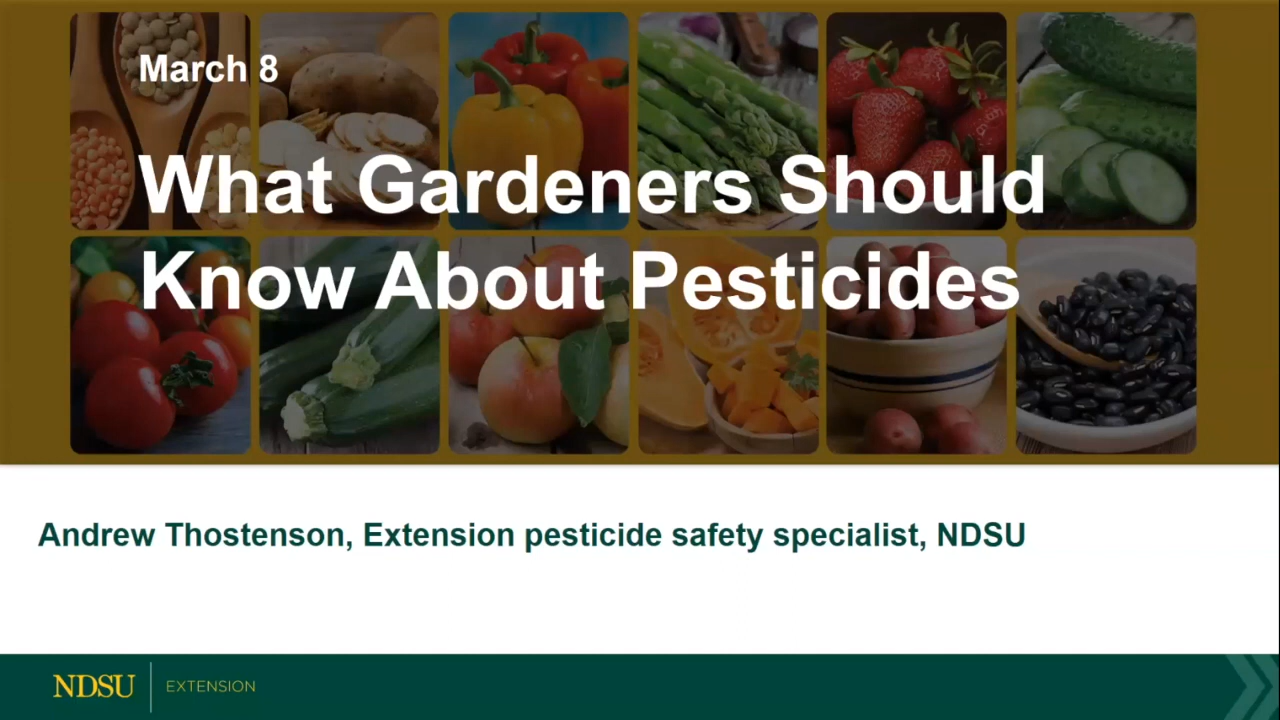 March 8
What Gardeners Should
Know About Pesticides
Andrew Thostenson, Extension pesticide safety specialist, NDSU
NDSU EXTENSION